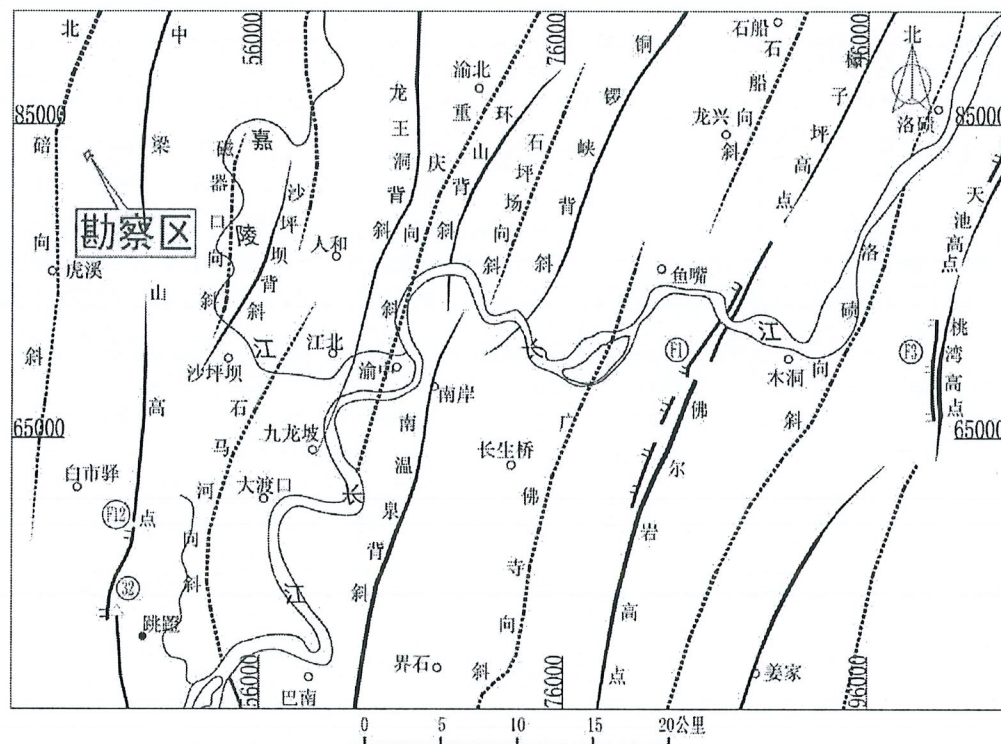 北碚向斜
中梁山高点
56000
76000
96000
石船
北
渝北
85000
85000
洛碛
嘉陵江
磁器口向斜
沙坪坝背斜
龙王洞背斜
重庆向斜
环山背斜
石坪场向斜
铜锣峡背斜
龙兴
石船向斜
子坪高点
天池高点
勘察区
虎溪
人和
鱼嘴
洛碛向斜
江北
渝中
沙坪坝
长江
F1
木洞
F3
桃湾高点
南岸
65000
65000
九龙坡
石马河向斜
南温泉背斜
长生桥
广佛寺向斜
佛尔岩高点
白市驿
大渡口
长江
F12
32
跳蹬
56000
76000
96000
巴南
界石
姜家
0 5 10 15 20公里